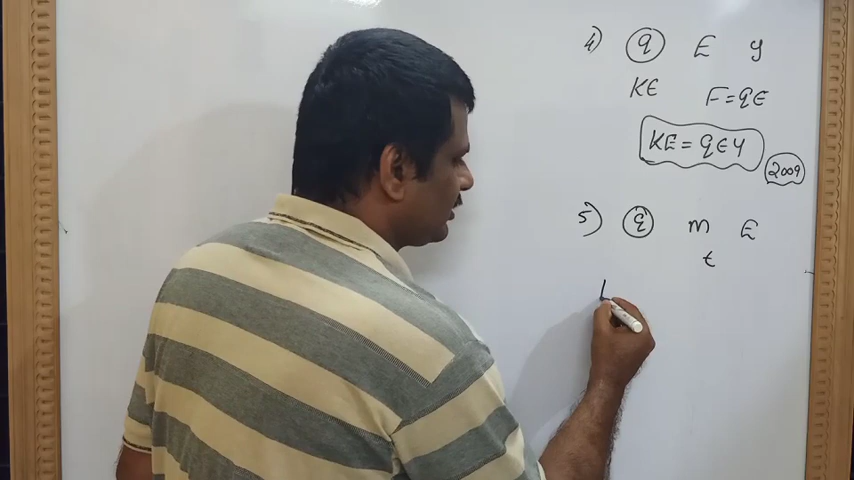 4) q E y
KE F = qE
KE = qEy 2009
5) q m E
t